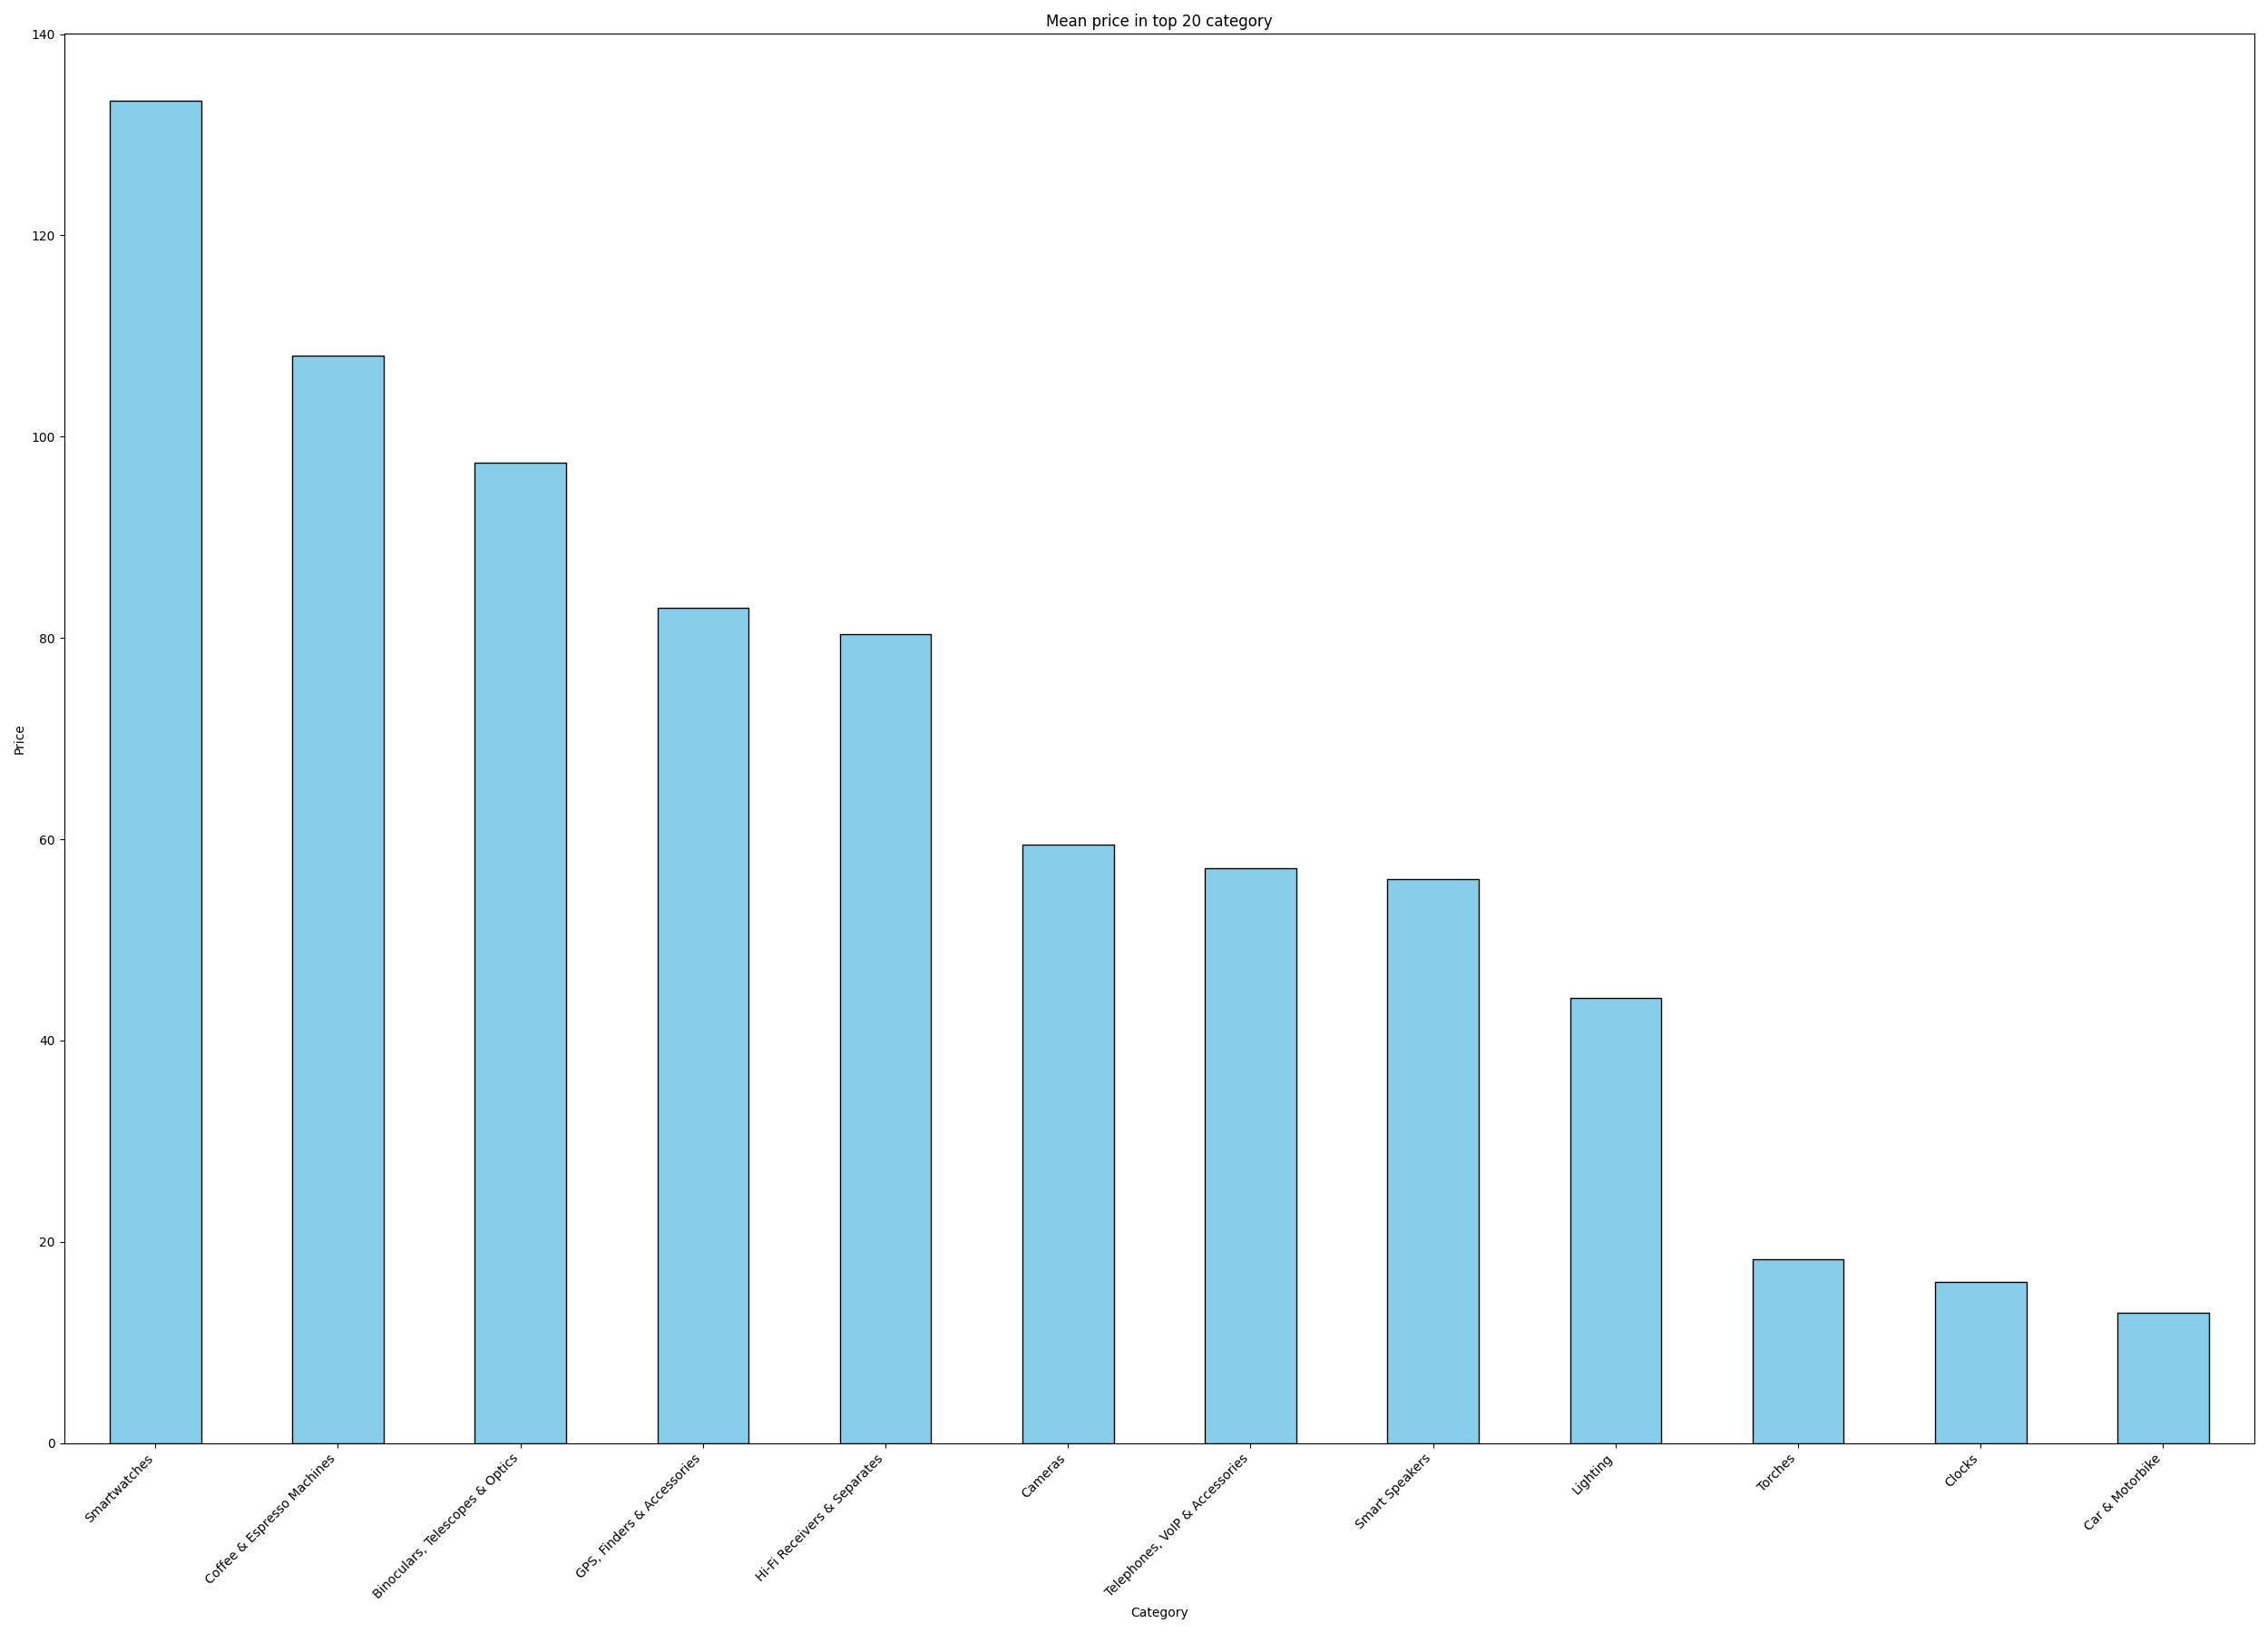 Mean price in top 20 category
140
120
100
80
60
40
20
0
Price
Smartwatches
Coffee & Espresso Machines
Binoculars, Telescopes & Optics
GPS, Finders & Accessories
Hi-Fi Receivers & Separates
Cameras
Telephones, VoIP & Accessories
Smart Speakers
Lighting
Torches
Clocks
Car & Motorbike
Category